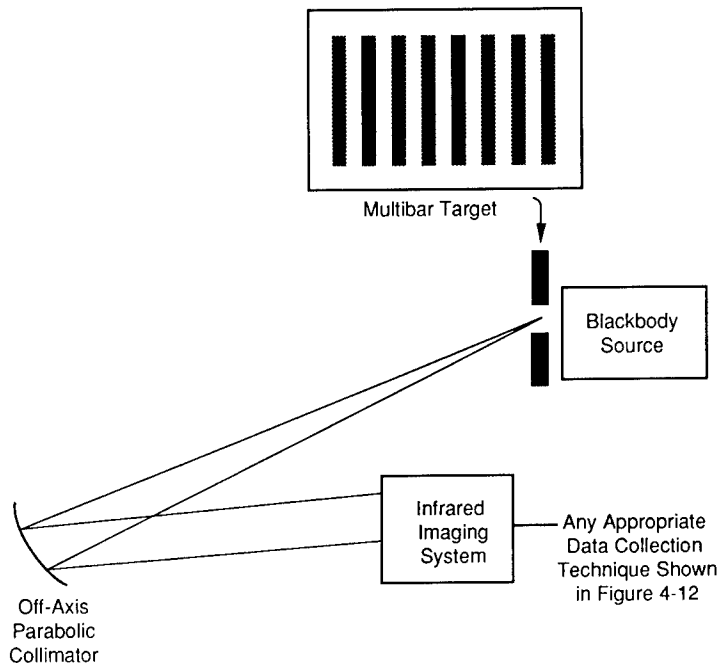 Multibar Target
Blackbody
Source
Infrared
Imaging
System
Any Appropriate
Data Collection
Technique Shown
in Figure 4-12
Off-Axis
Parabolic
Collimator